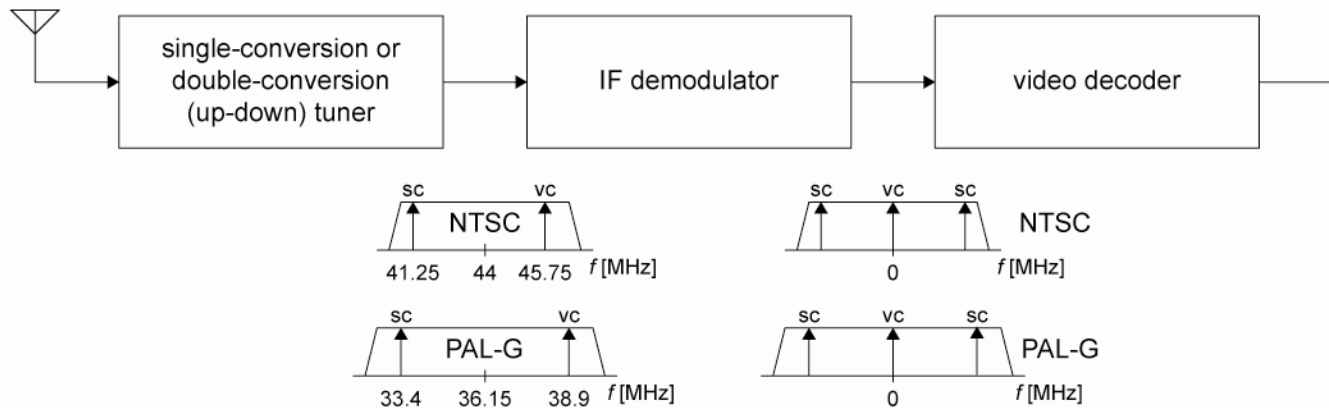 single-conversion or
double-conversion
(up-down) tuner
IF demodulator
video decoder
sc vc
NTSC
41.25 44 45.75 f [MHz]
sc vc sc
NTSC
0 f [MHz]
sc vc
PAL-G
33.4 36.15 38.9 f [MHz]
sc vc sc
PAL-G
0 f [MHz]